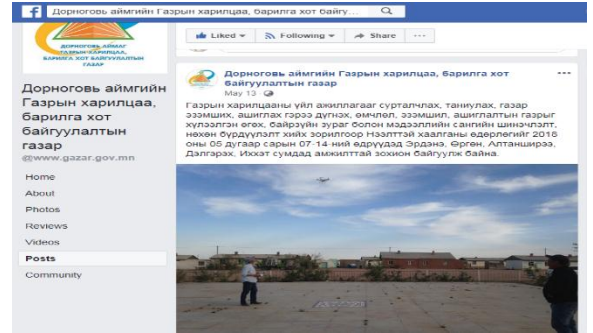 Дорноговь аймгийн Газрын харилцаа, барилга хот байгу...
ДОРНОГОВЬ АЙМАГ
ГАЗРЫН ХАРИЛЦАА,
БАРИЛГА ХОТ БАЙГУУЛАЛТЫН
ГАЗАР
Liked
Following
Share
Дорноговь аймгийн
Газрын харилцаа,
барилга хот
байгуулалтын
газар
@www.gazar.gov.mn
Home
About
Photos
Reviews
Videos
Posts
Community
Дорноговь аймгийн Газрын харилцаа, барилга хот
байгуулалтын газар
May 13
Газрын харилцааны үйл ажиллагааг сурталчлах, таниулах, газар
эзэмших, ашиглах гэрээ дүгнэх, өмчлөл, эзэмшил, ашиглалтын газрыг
хүлээлгэн өгөх, байрзүйн зураг болон мэдээллийн сангийн шинэчлэлт,
нөхөн бүрдүүлэлт хийх зорилгоор Нээлттэй хаалганы өдөрлөгийг 2018
оны 05 дугаар сарын 07-14-ний өдрүүдэд Эрдэнэ, Өргөн, Алтанширээ,
Дэлгэрэх, Иххэт сумдад амжилттай зохион байгуулж байна.